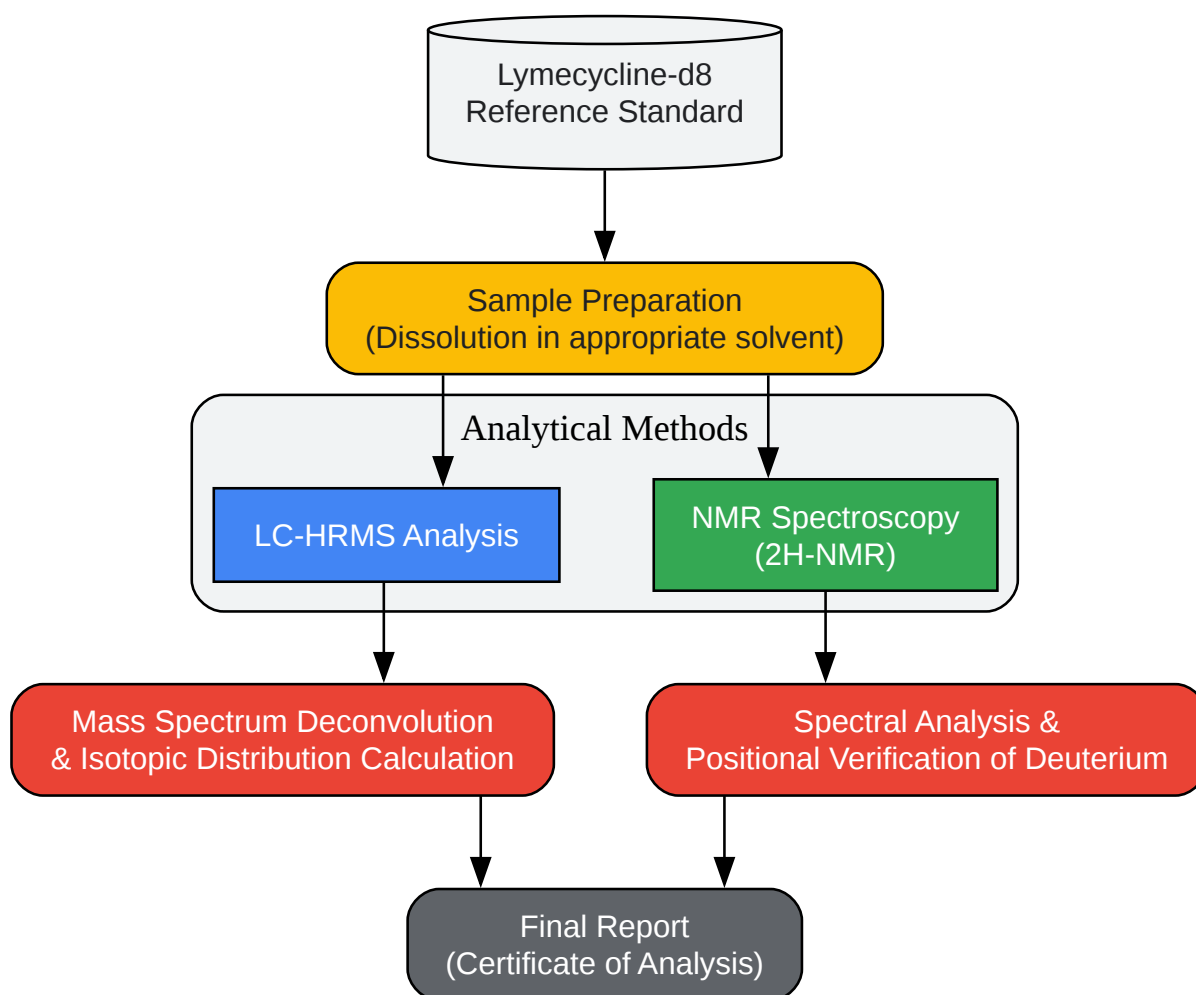 Lymecycline-d8
Reference Standard
Sample Preparation
(Dissolution in appropriate solvent)
Analytical Methods
LC-HRMS Analysis
NMR Spectroscopy
(2H-NMR)
Mass Spectrum Deconvolution
& Isotopic Distribution Calculation
Spectral Analysis &
Positional Verification of Deuterium
Final Report
(Certificate of Analysis)